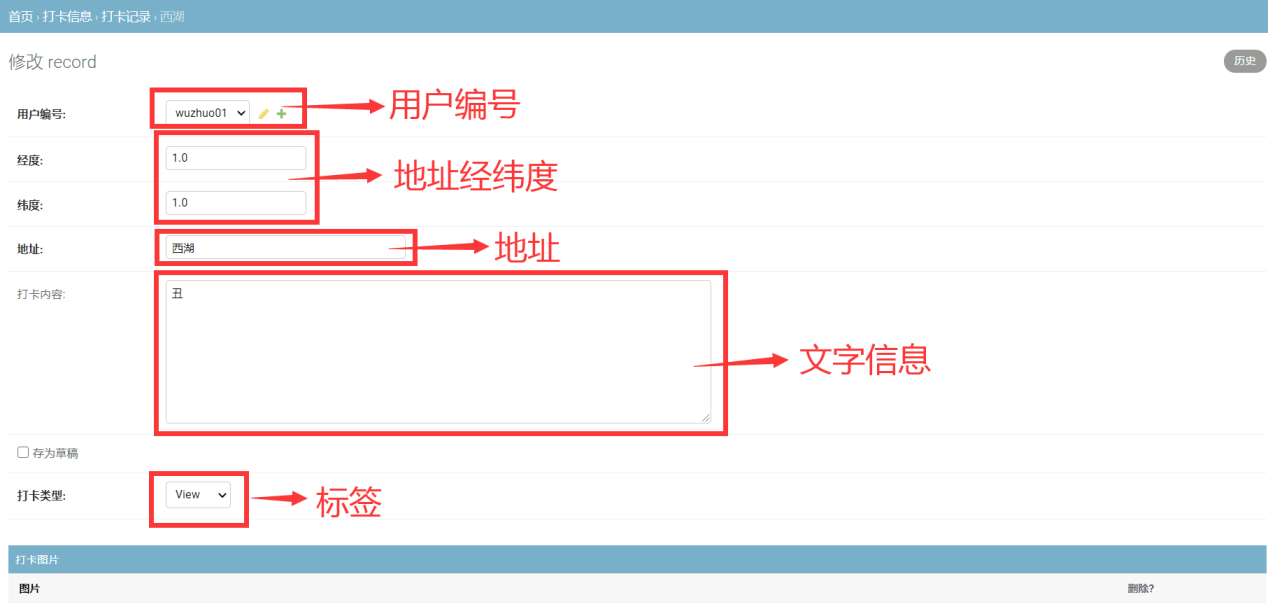 首页 › 打卡信息 › 打卡记录 › 西湖
修改 record
历史
用户编号:
wuzhuo01
用户编号
经度:
1.0
地址经纬度
纬度:
1.0
地址:
西湖
地址
打卡内容:
丑
文字信息
存为草稿
打卡类型:
View
标签
打卡图片
图片
删除?